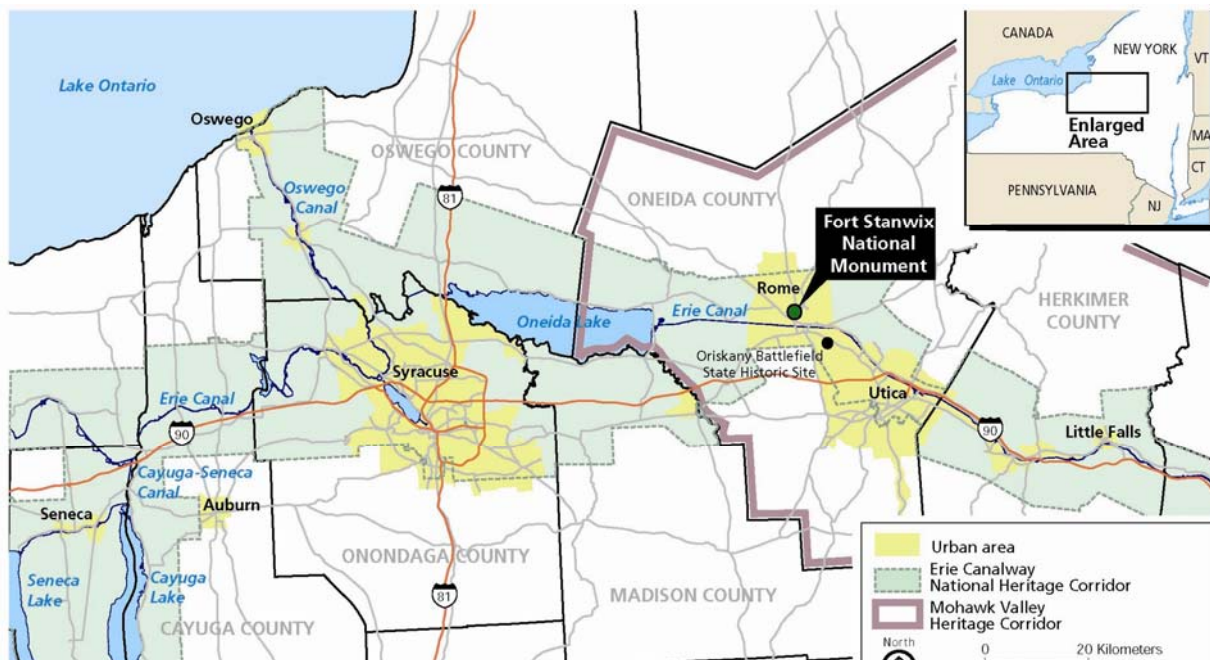 Lake Ontario
Oswego
OSWEGO COUNTY
Oswego
Canal
81
ONEIDA COUNTY
Fort Stanwix
National
Monument
Rome
Erie Canal
Oneida Lake
Oriskany Battlefield
State Historic Site
HERKIMER
COUNTY
Syracuse
Utica
Erie Canal
90
90
Little Falls
Cayuga-Seneca
Canal
Seneca
Auburn
Seneca
Lake
Cayuga
Lake
CAYUGA COUNTY
ONONDAGA COUNTY
81
MADISON COUNTY
CANADA
NEW YORK
VT
Lake Ontario
Enlarged
Area
MA
CT
PENNSYLVANIA
NJ
Urban area
Erie Canalway
National Heritage Corridor
Mohawk Valley
Heritage Corridor
North
0 20 Kilometers